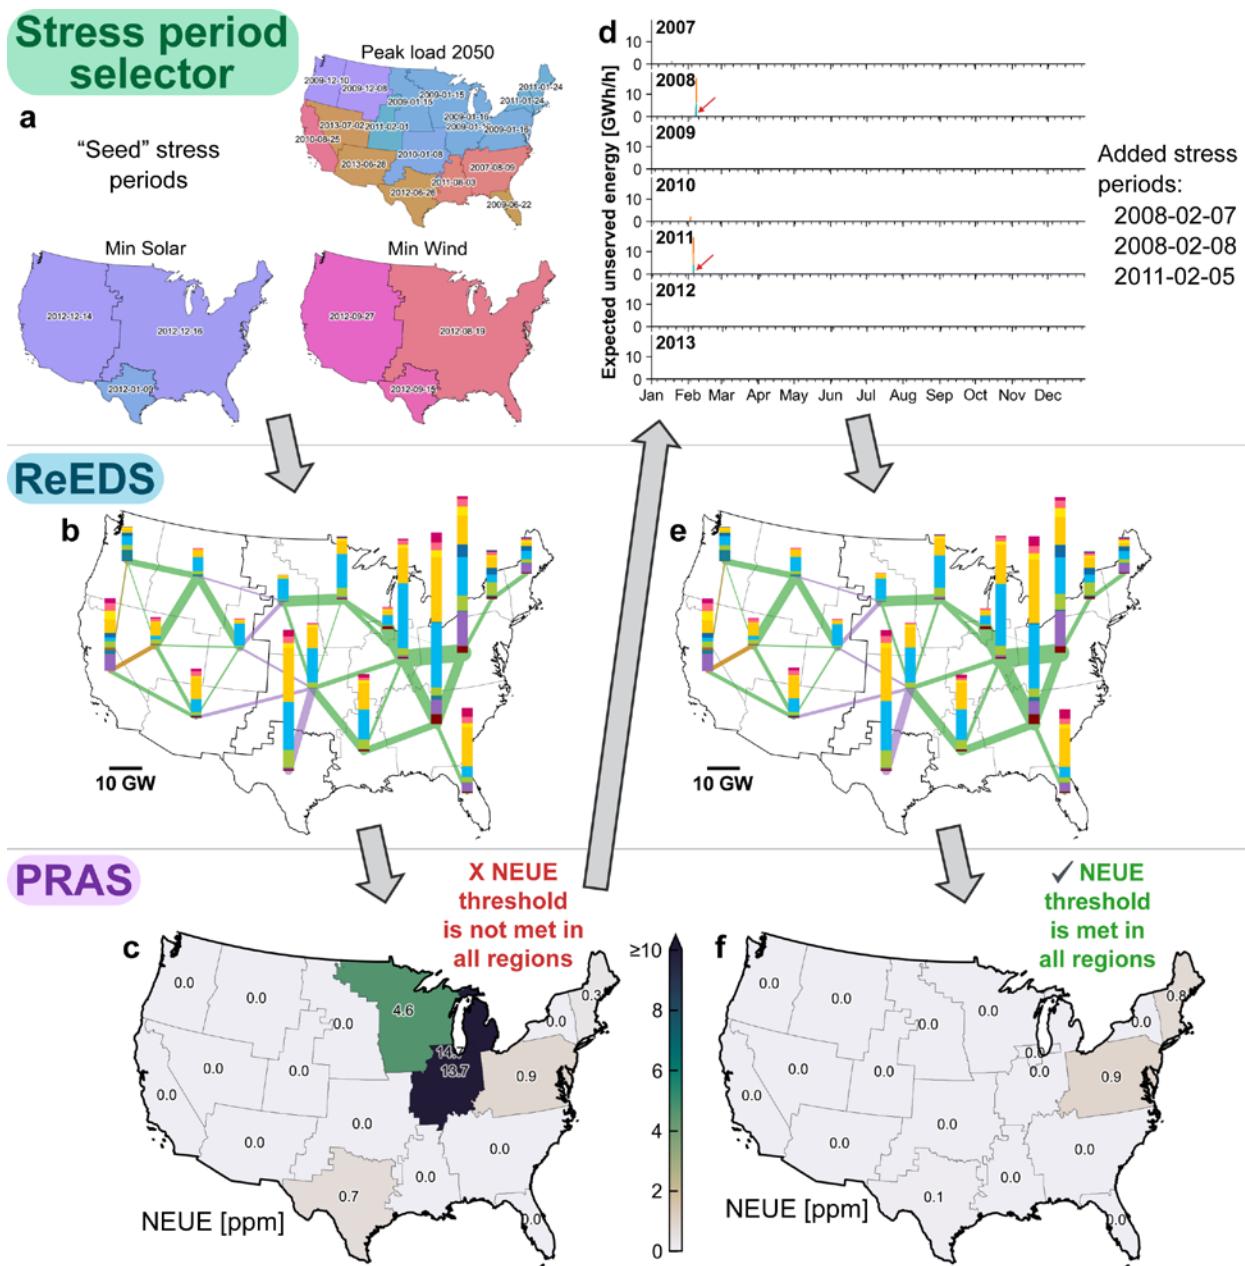 Stress period
selector
a
"Seed" stress
periods
Peak load 2050
2009-12-10
2009-12-08
2009-01-15
2009-01-15
2011-01-24
2011-01-24
2009-01-16
2009-01-16
2013-07-02
2011-02-01
2010-08-25
2010-01-08
2013-06-28
2007-08-09
2011-08-03
2012-06-26
2009-06-22
Min Solar
2012-12-14
2012-12-16
2012-01-09
Min Wind
2012-09-27
2012-08-19
2012-09-15
d
Expected unserved energy [GWh/h]
2007
10
0
2008
10
0
2009
10
0
2010
10
0
2011
10
0
2012
10
0
2013
10
0
Jan Feb Mar Apr May Jun Jul Aug Sep Oct Nov Dec
Added stress
periods:
2008-02-07
2008-02-08
2011-02-05
ReEDS
b
10 GW
e
10 GW
PRAS
X NEUE
threshold
is not met in
all regions
✓ NEUE
threshold
is met in
all regions
c
0.0
0.0
0.0
4.6
0.3
0.0
13.7
0.9
0.0
0.0
0.0
0.0
0.0
0.0
0.0
0.7
0.0
NEUE [ppm]
≥10
8
6
4
2
0
f
0.0
0.0
0.0
0.0
0.8
0.0
0.0
0.0
0.9
0.0
0.0
0.0
0.0
0.0
0.0
0.0
0.1
0.0
NEUE [ppm]